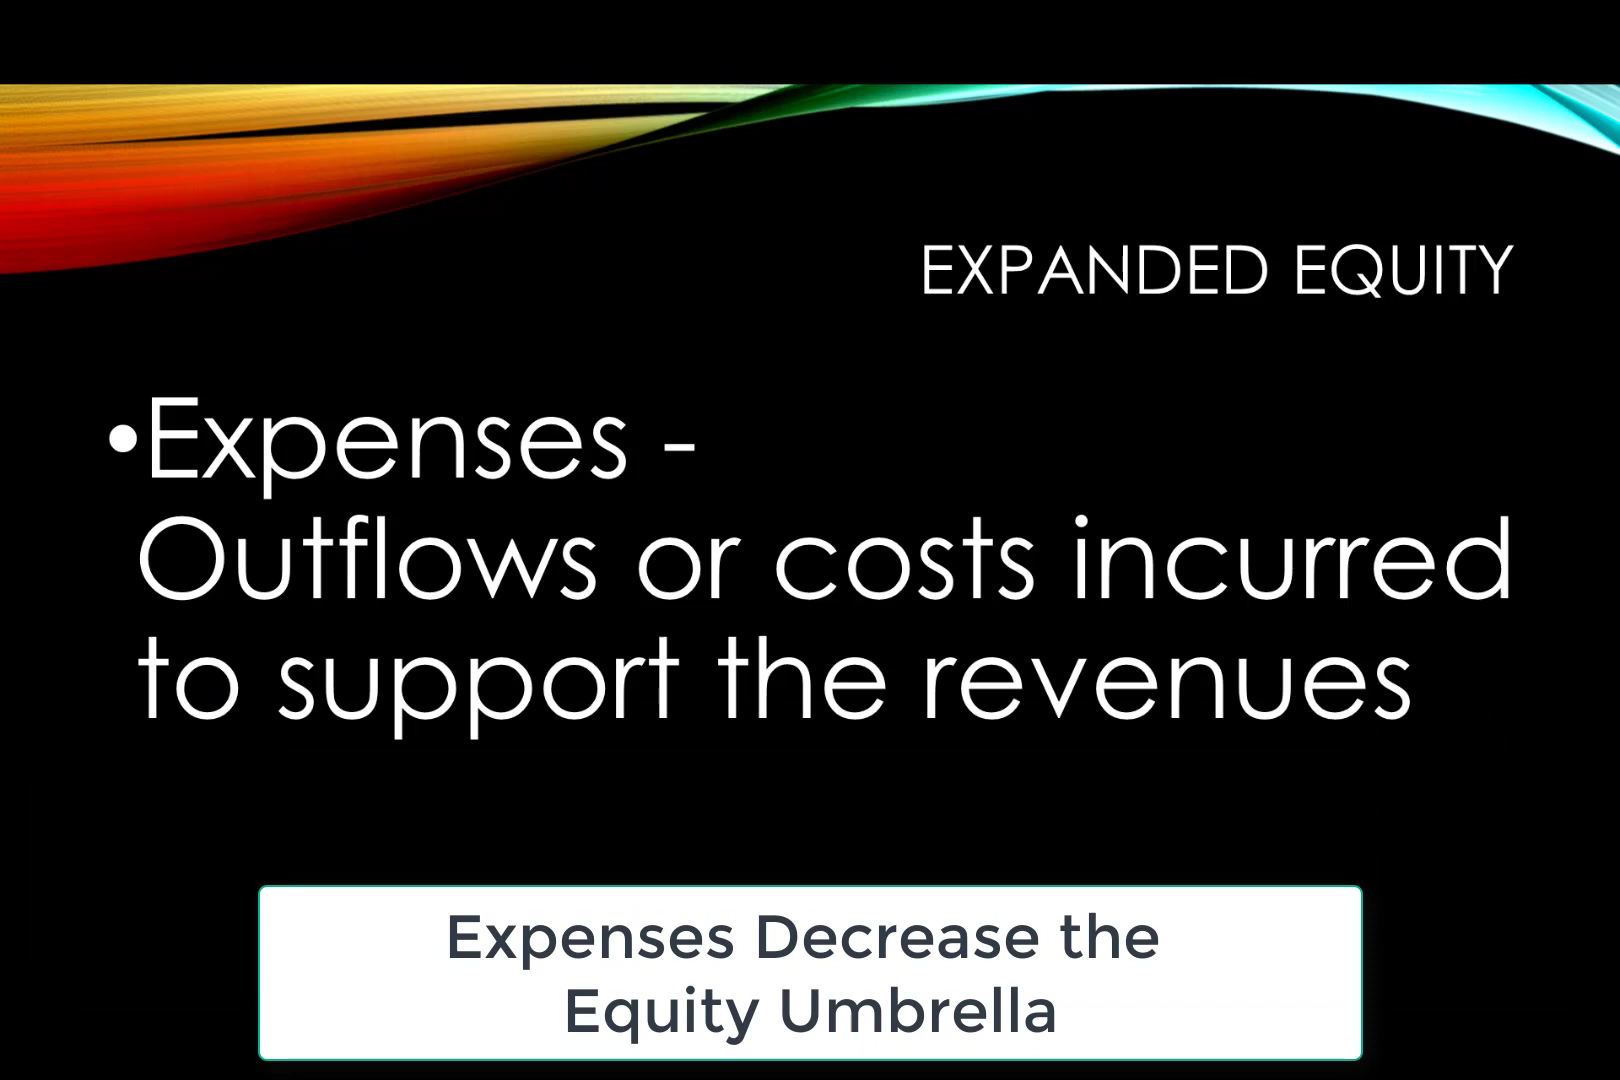 EXPANDED EQUITY
•Expenses -
Outflows or costs incurred
to support the revenues
Expenses Decrease the
Equity Umbrella